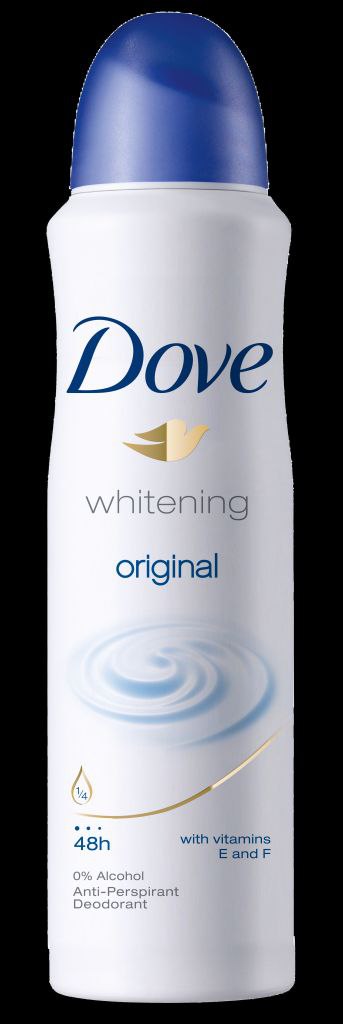 Dove
whitening
original
1/4
48h
with vitamins
E and F
0% Alcohol
Anti-Perspirant
Deodorant